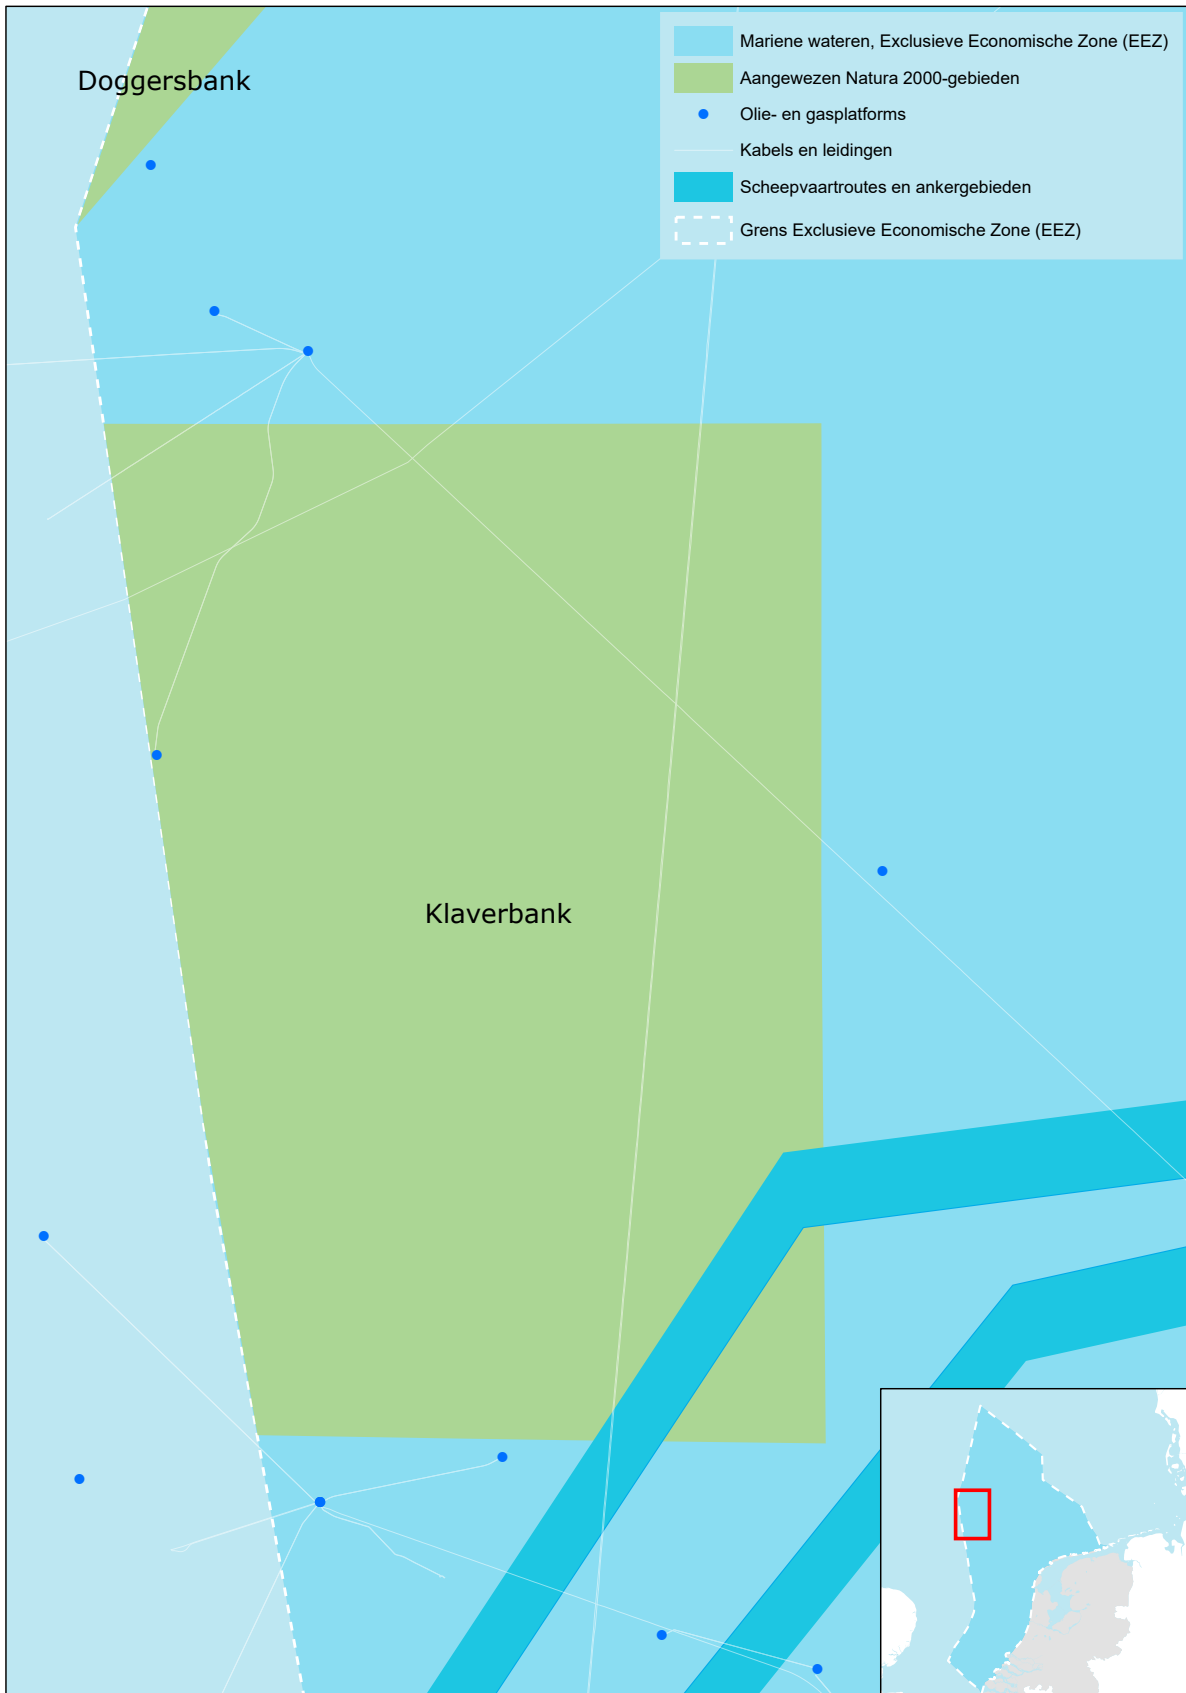 Doggersbank
Mariene wateren, Exclusieve Economische Zone (EEZ)
Aangewezen Natura 2000-gebieden
Olie- en gasplatforms
Kabels en leidingen
Scheepvaartroutes en ankergebieden
Grens Exclusieve Economische Zone (EEZ)
Klaverbank